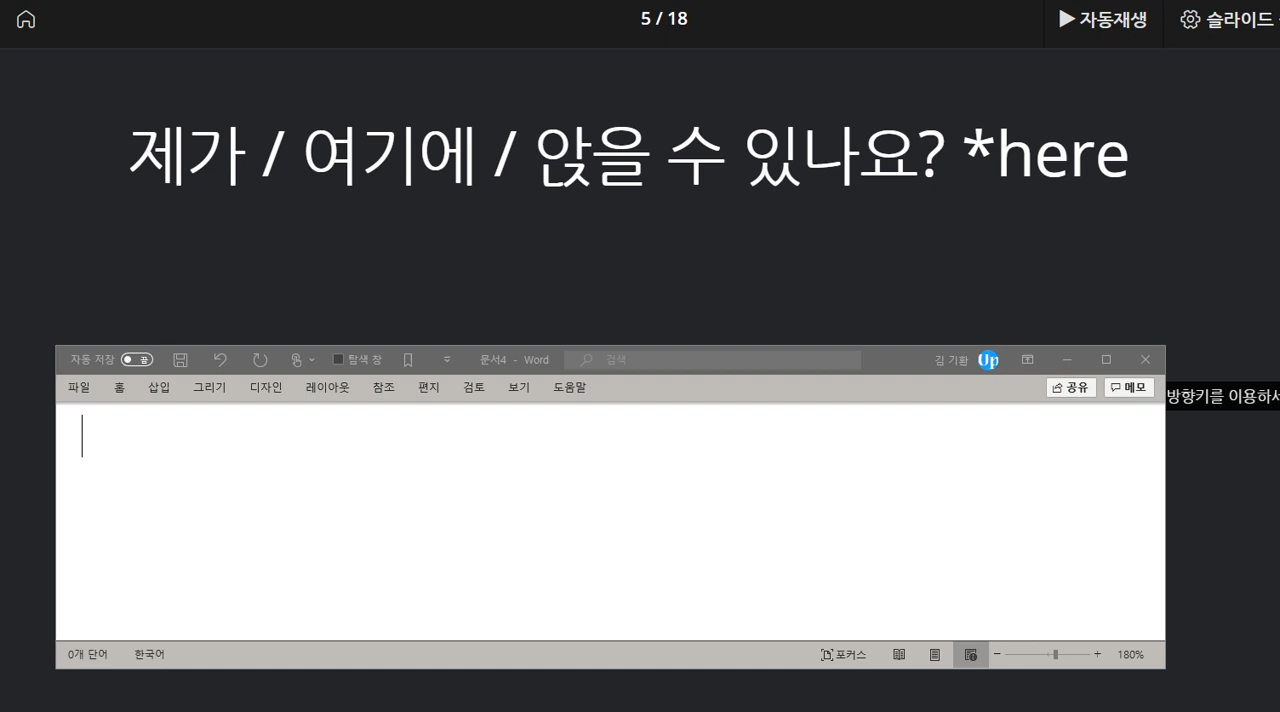 5 / 18
▶ 자동재생
슬라이드
제가 / 여기에 / 앉을 수 있나요? *here
자동 저장 끔 탐색 창 문서4 - Word 검색 김 기황 Up
파일 홈 삽입 그리기 디자인 레이아웃 참조 편지 검토 보기 도움말 공유 메모
방향키를 이용하
0개 단어 한국어 포커스 - + 180%